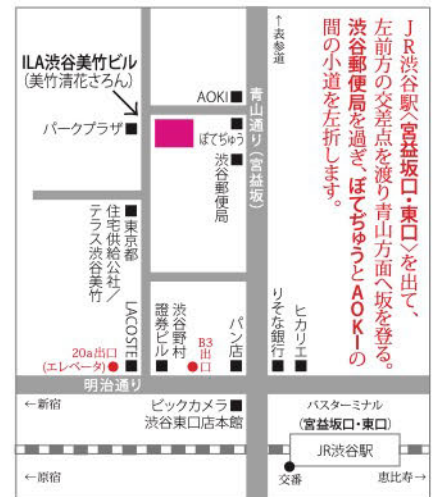 JR渋谷駅〈宮益坂口・東口〉を出て、
左前方の交差点を渡り青山方面へ坂を登る。
渋谷郵便局を過ぎ、ぽてぢゅうとAOKIの
間の小道を左折します。
↑表参道
ILA渋谷美竹ビル
(美竹清花さろん)
AOKI
青山通り(宮益坂)
パークプラザ
ぽてぢゅう
渋谷郵便局
東京都
住宅供給公社/
テラス渋谷美竹
LACOSTE
20a出口
(エレベータ)
渋谷野村
證券ビル
B3
出口
パン店
りそな銀行
ヒカリエ
明治通り
←新宿
ビックカメラ
渋谷東口店本館
バスターミナル
(宮益坂口・東口)
JR渋谷駅
←原宿
交番
恵比寿→